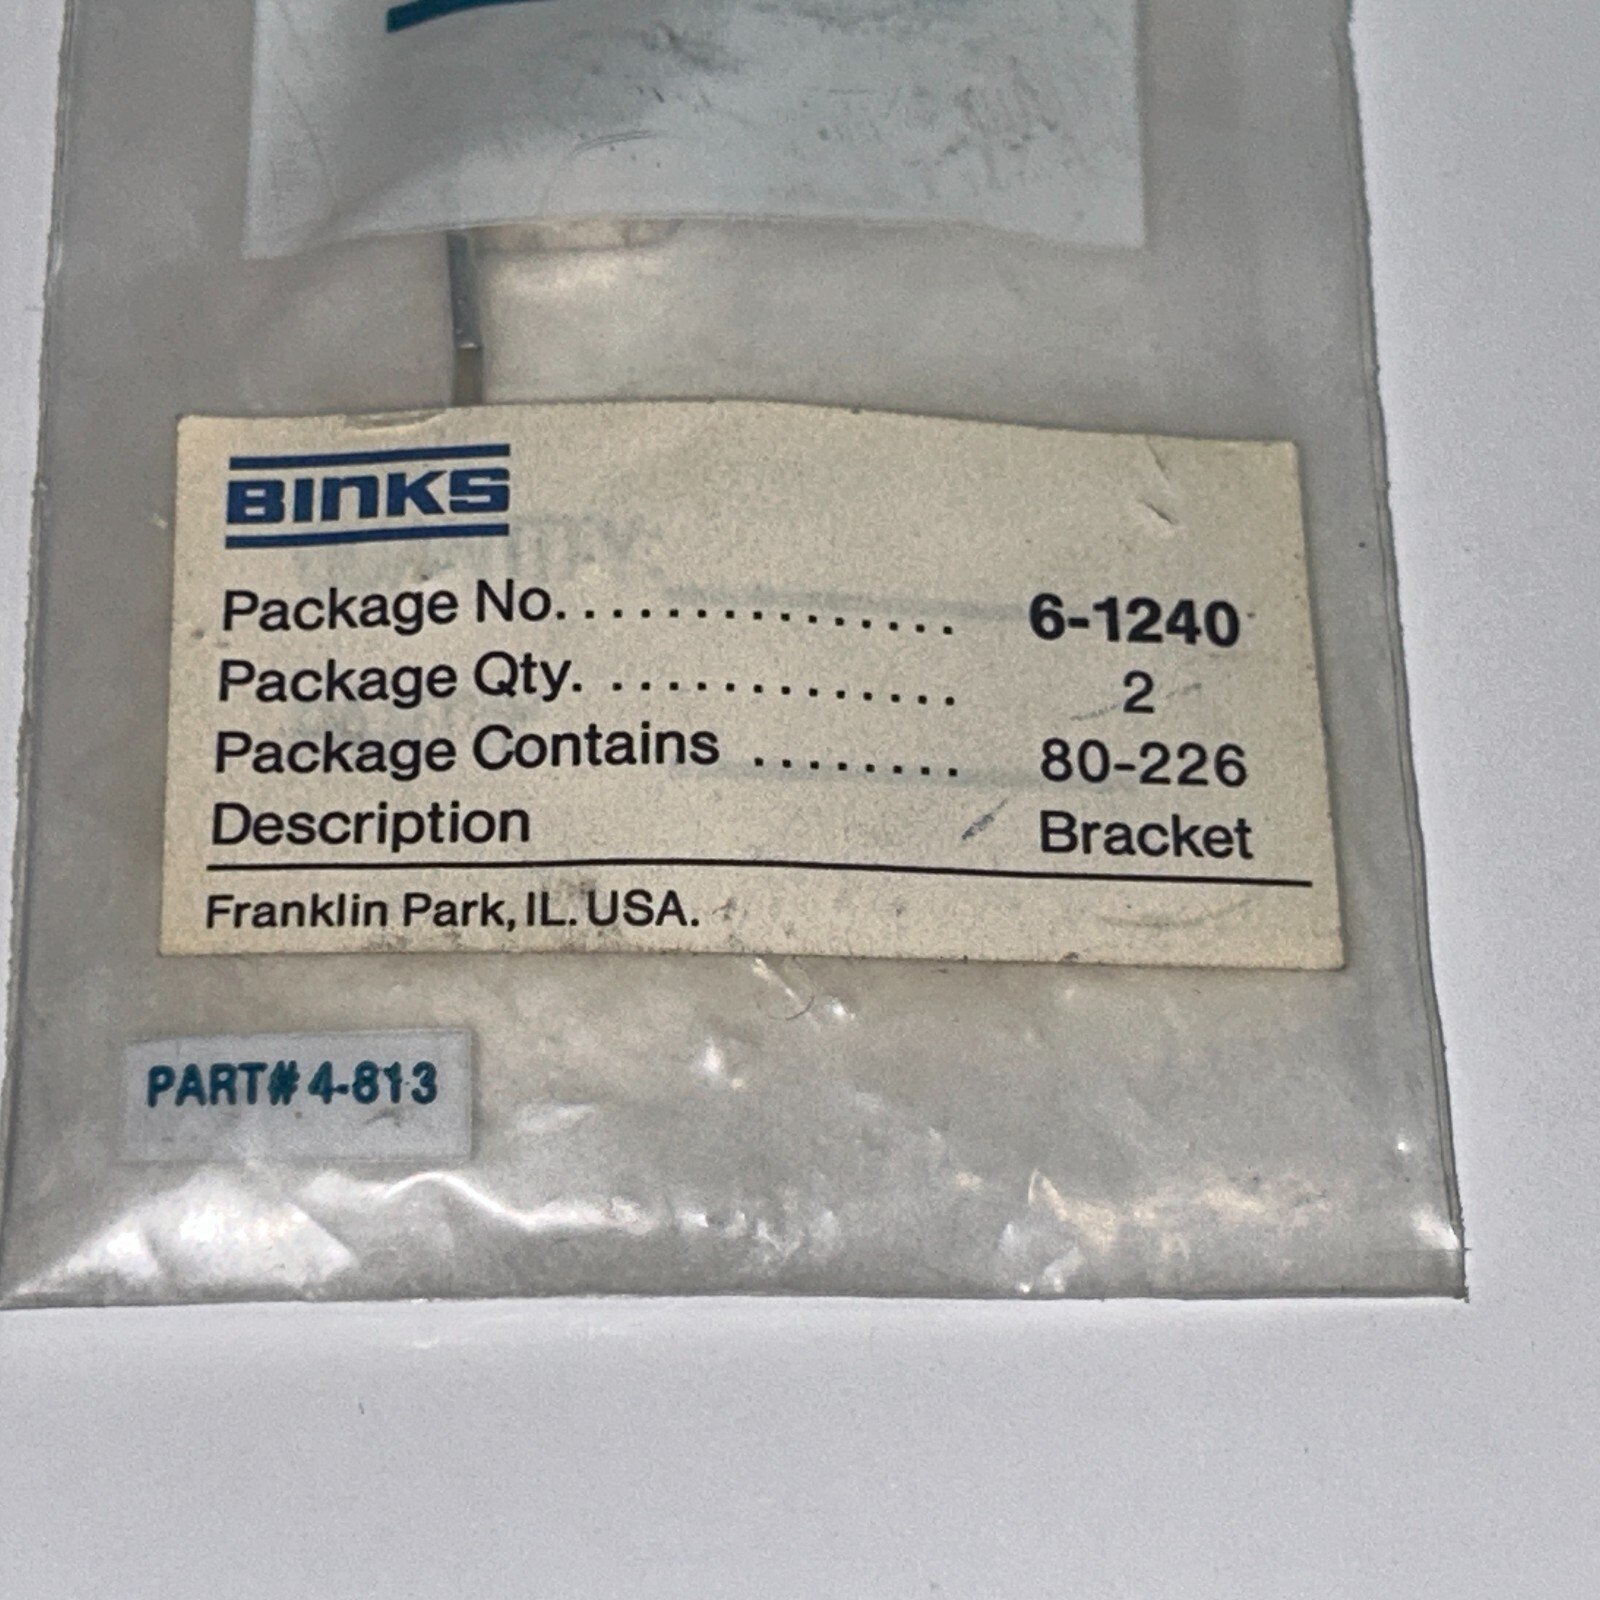 BINKS
Package No. .............. 6-1240
Package Qty. ............. 2
Package Contains ........ 80-226
Description Bracket
Franklin Park, IL. USA.
PART# 4-813